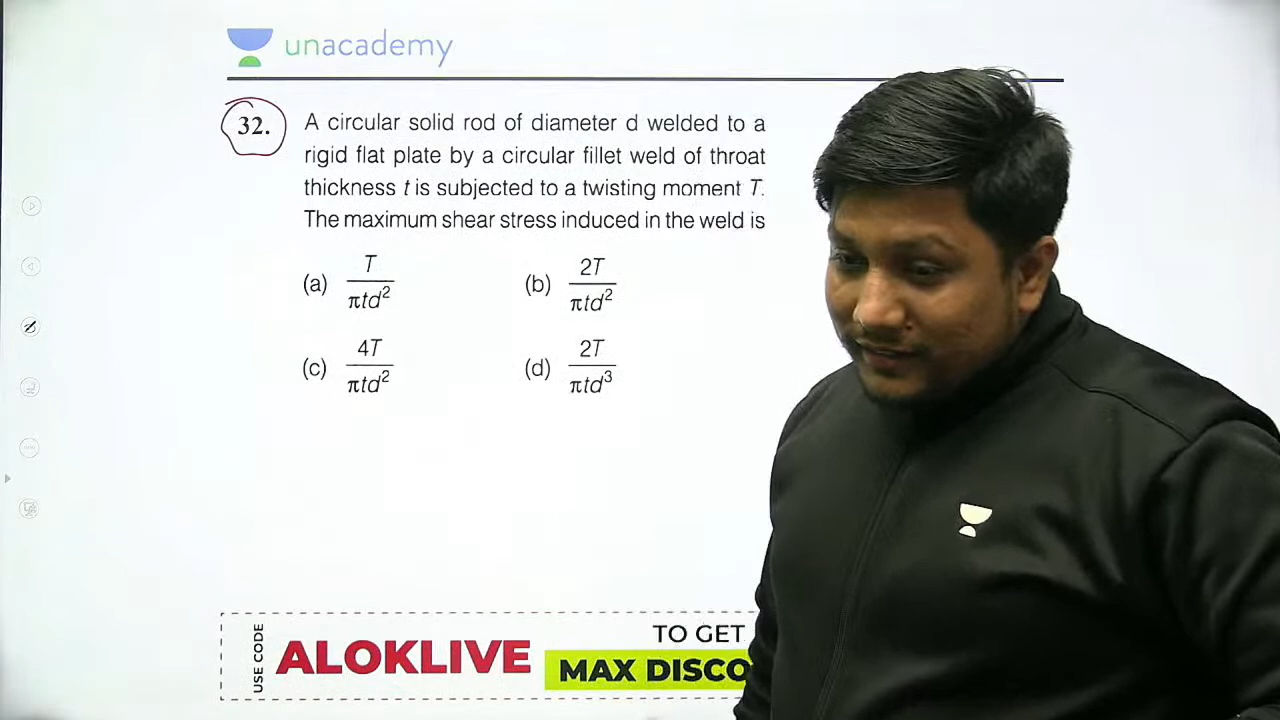 unacademy
32. A circular solid rod of diameter d welded to a
rigid flat plate by a circular fillet weld of throat
thickness t is subjected to a twisting moment T.
The maximum shear stress induced in the weld is
(a) T/πtd² (b) 2T/πtd²
(c) 4T/πtd² (d) 2T/πtd³
USE CODE
ALOKLIVE
TO GET
MAX DISCO